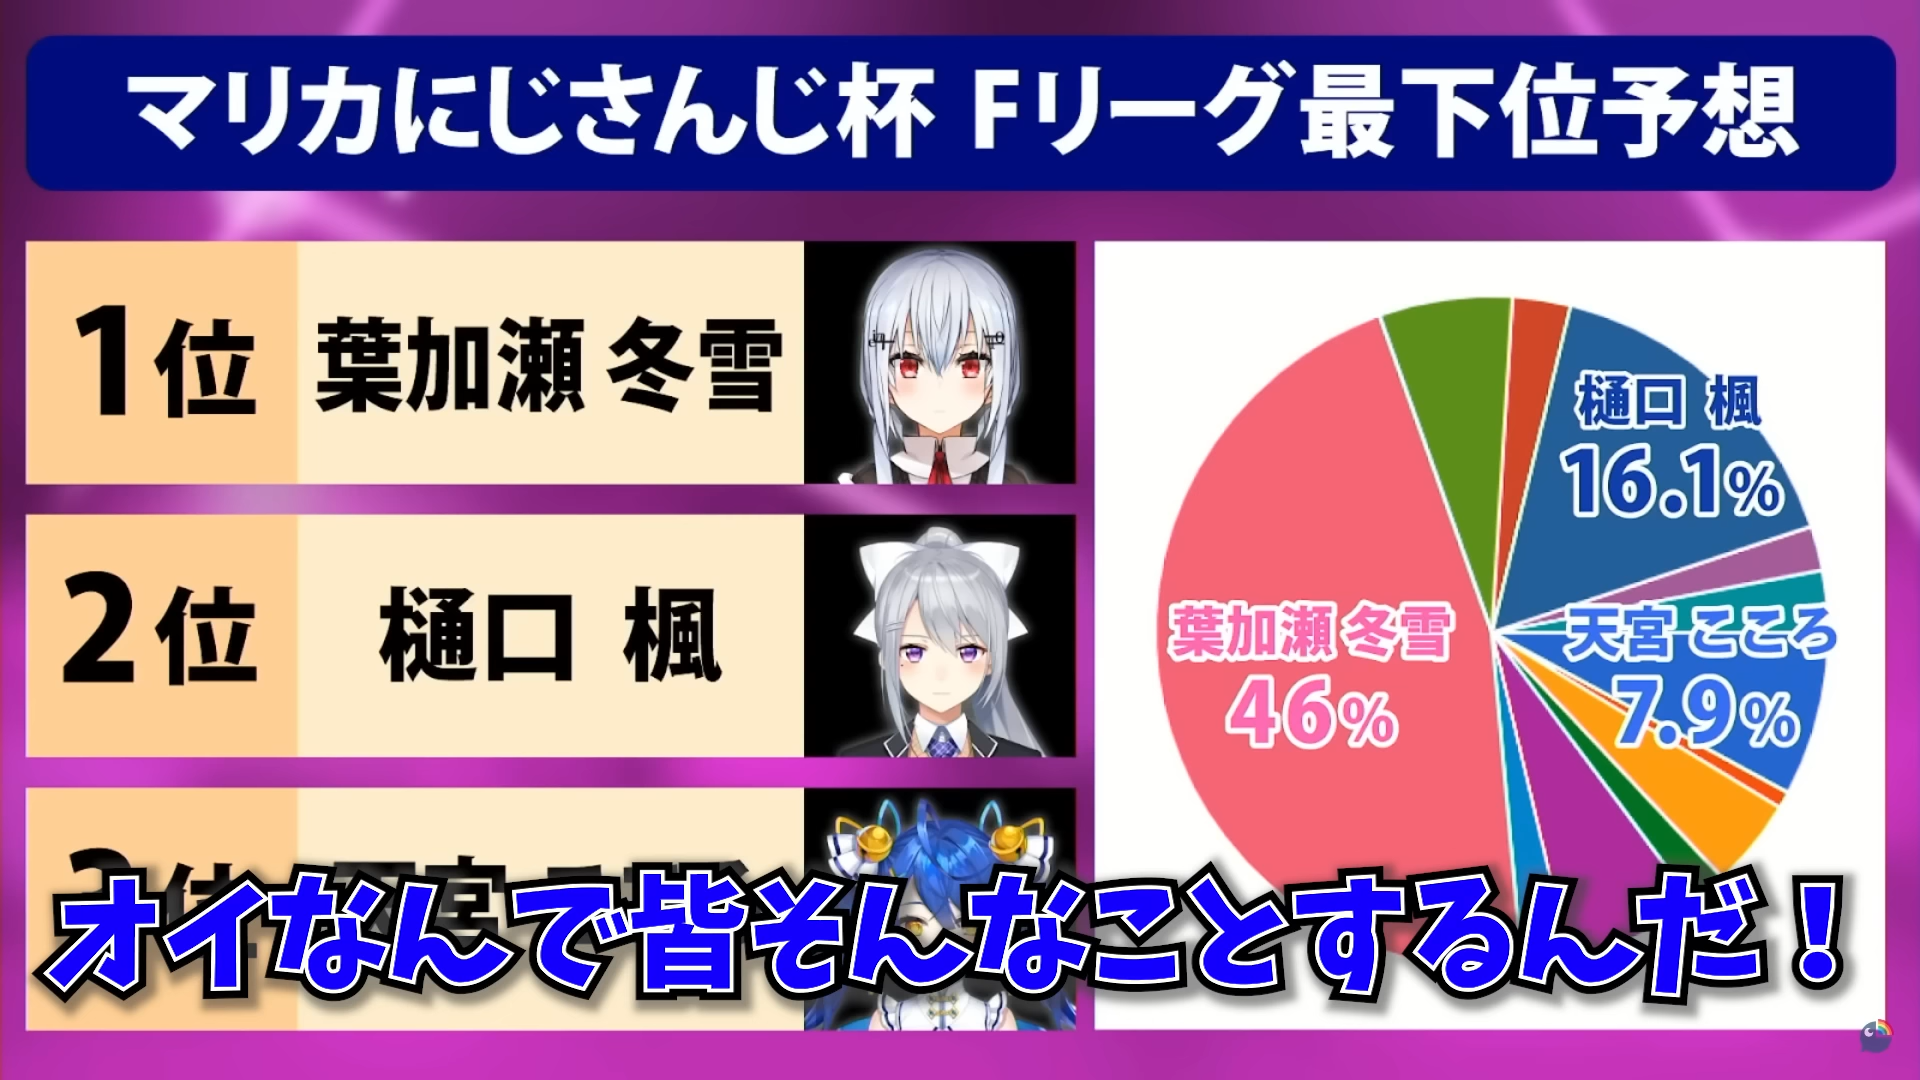 マリカにじさんじ杯 Fリーグ最下位予想
1位 葉加瀬 冬雪
2位 樋口 楓
樋口 楓
16.1%
葉加瀬 冬雪
46%
天宮 こころ
7.9%
オイなんで皆そんなことするんだ！